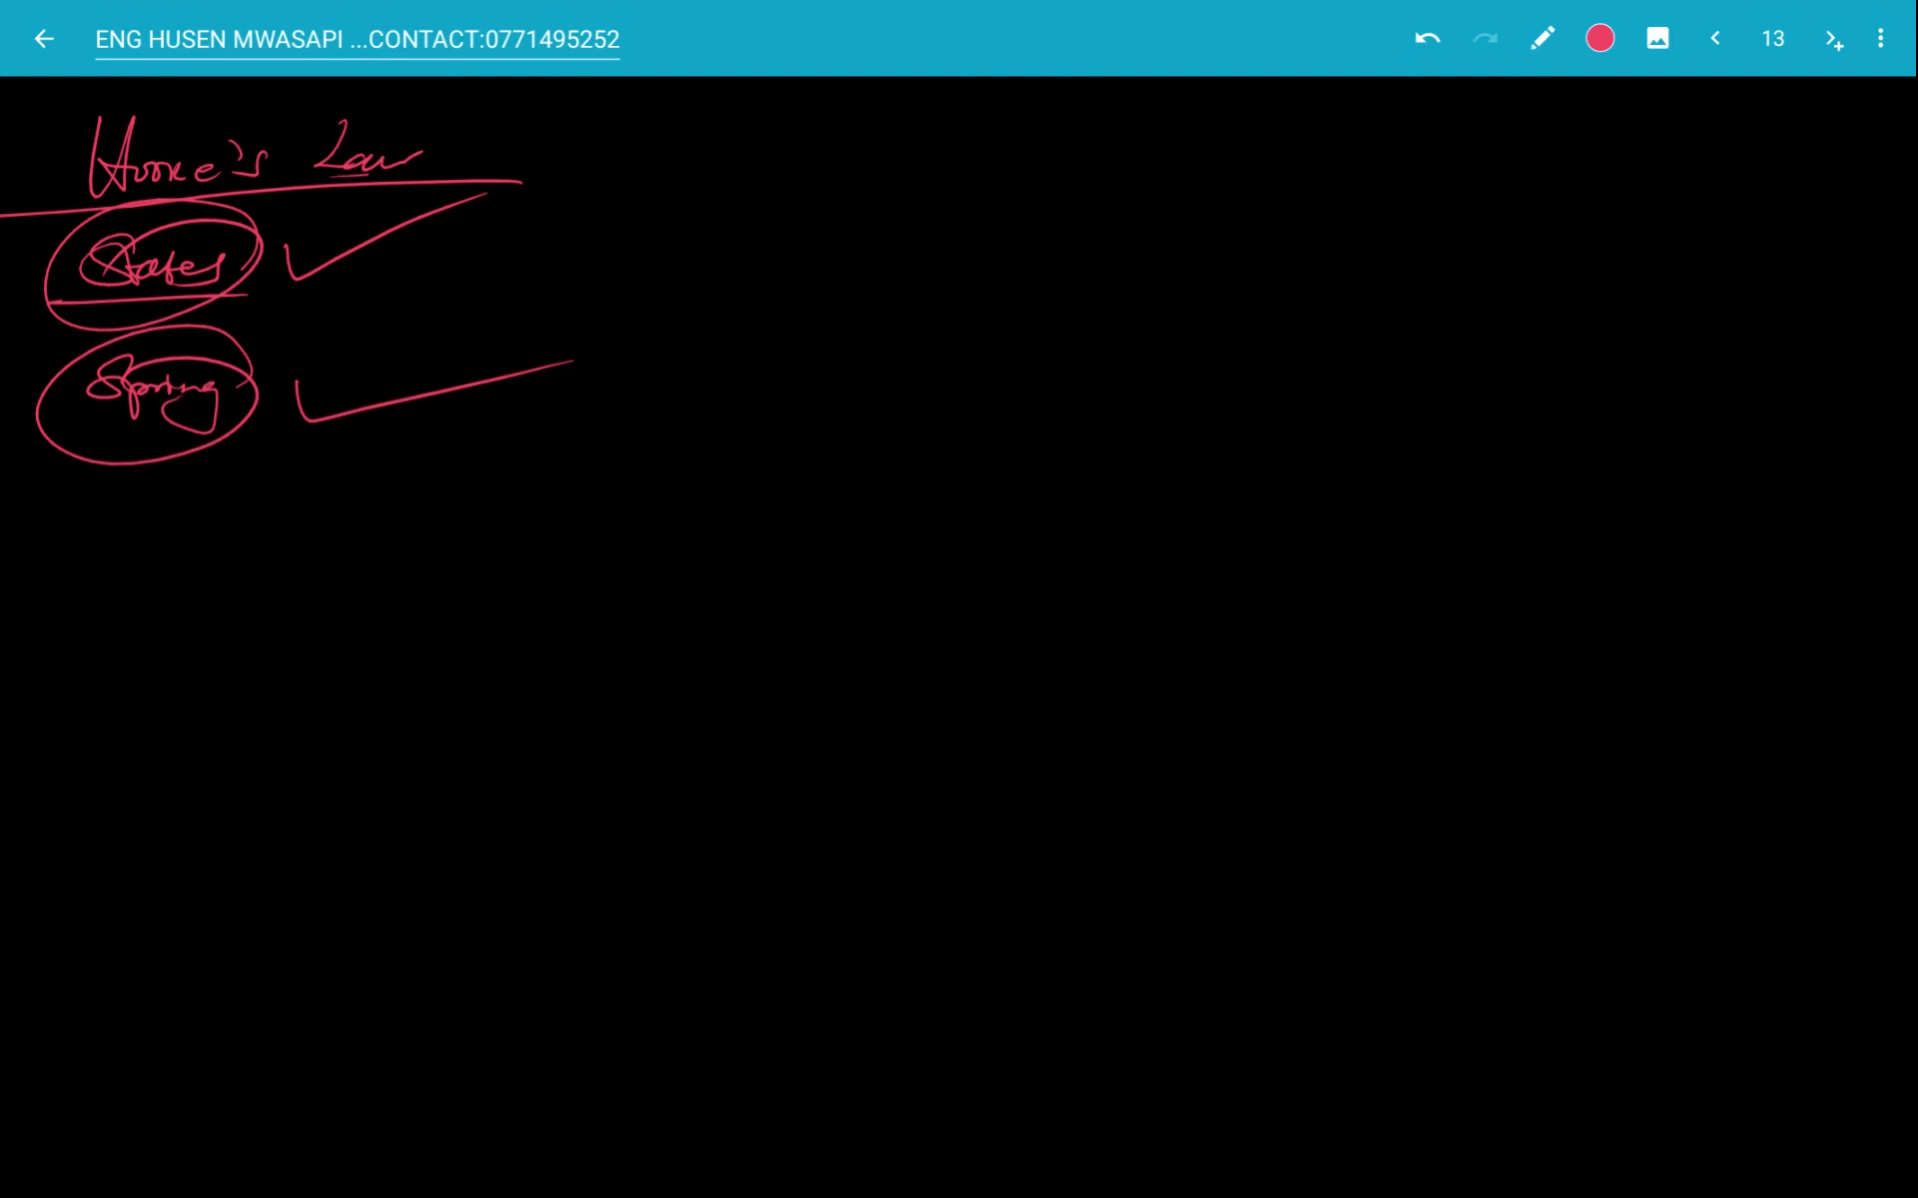 ENG HUSEN MWASAPI ...CONTACT:0771495252
13
Hooke's Law
States
Spring